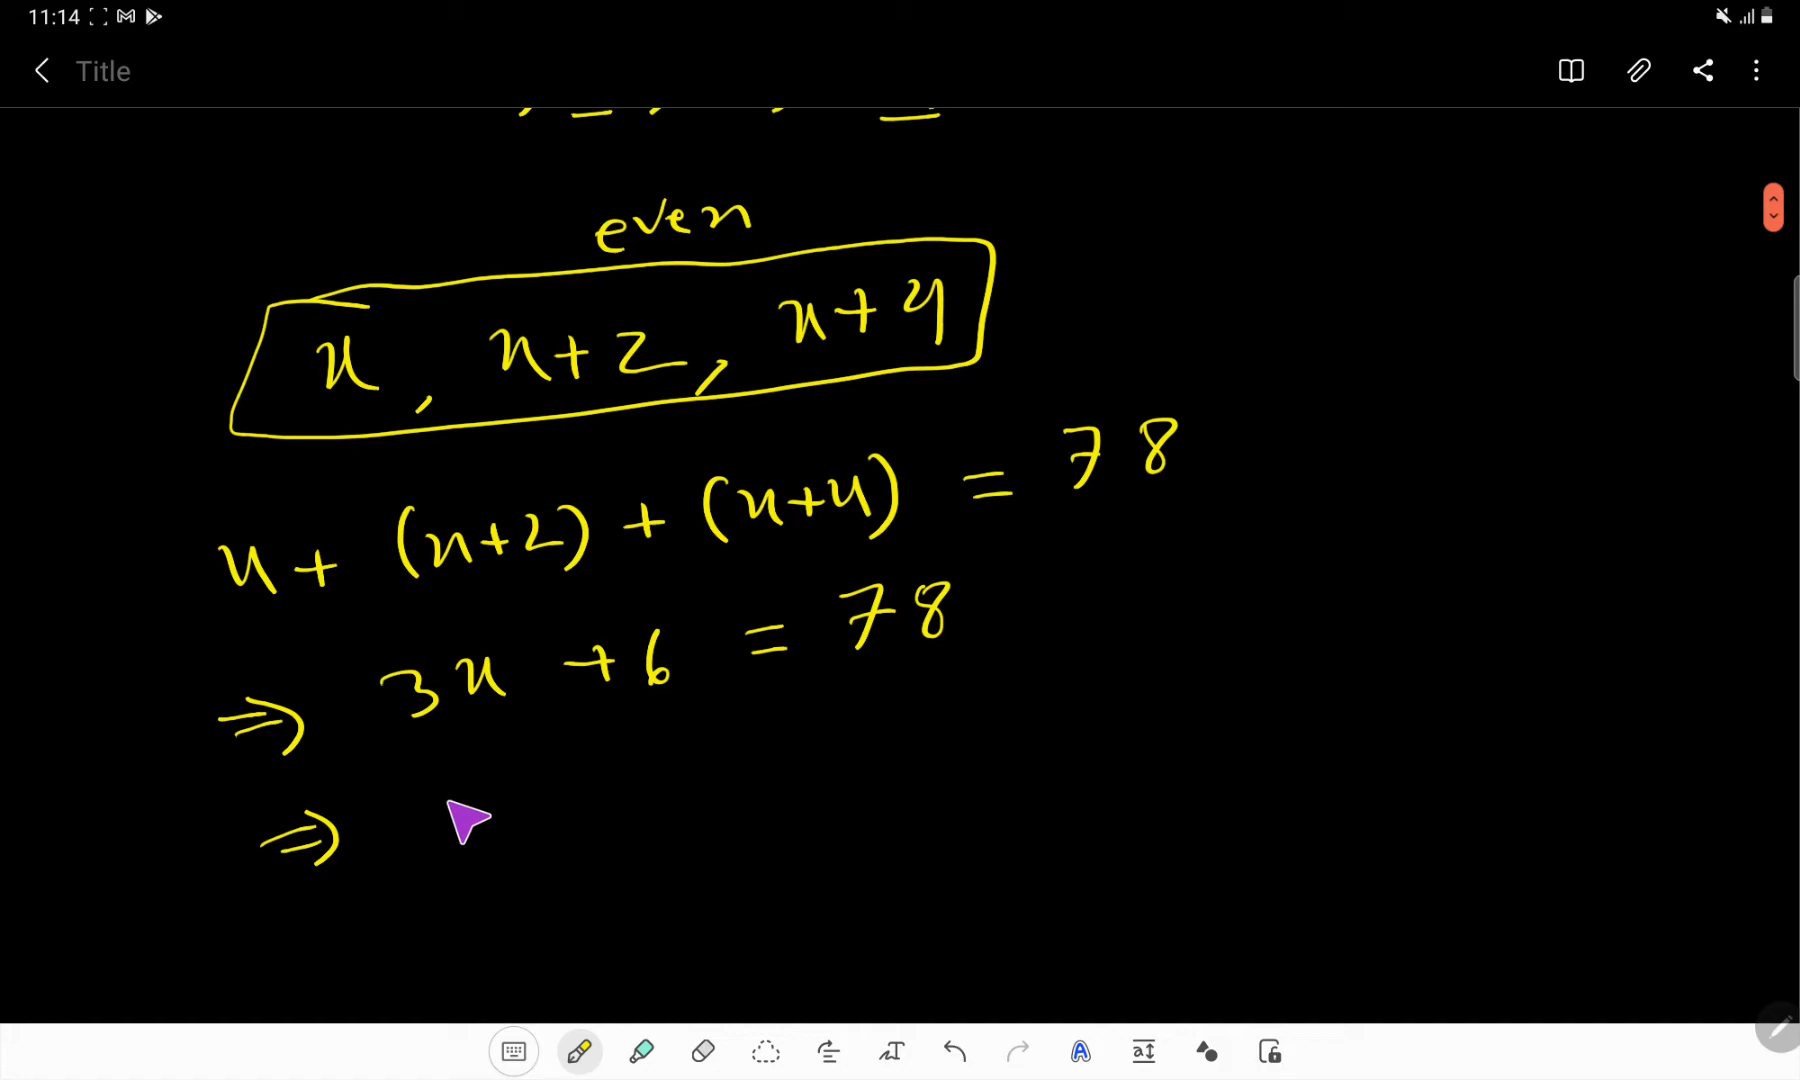 11:14
Title
even
x, x+2, x+4
x + (x+2) + (x+4) = 78
⇒ 3x + 6 = 78
⇒